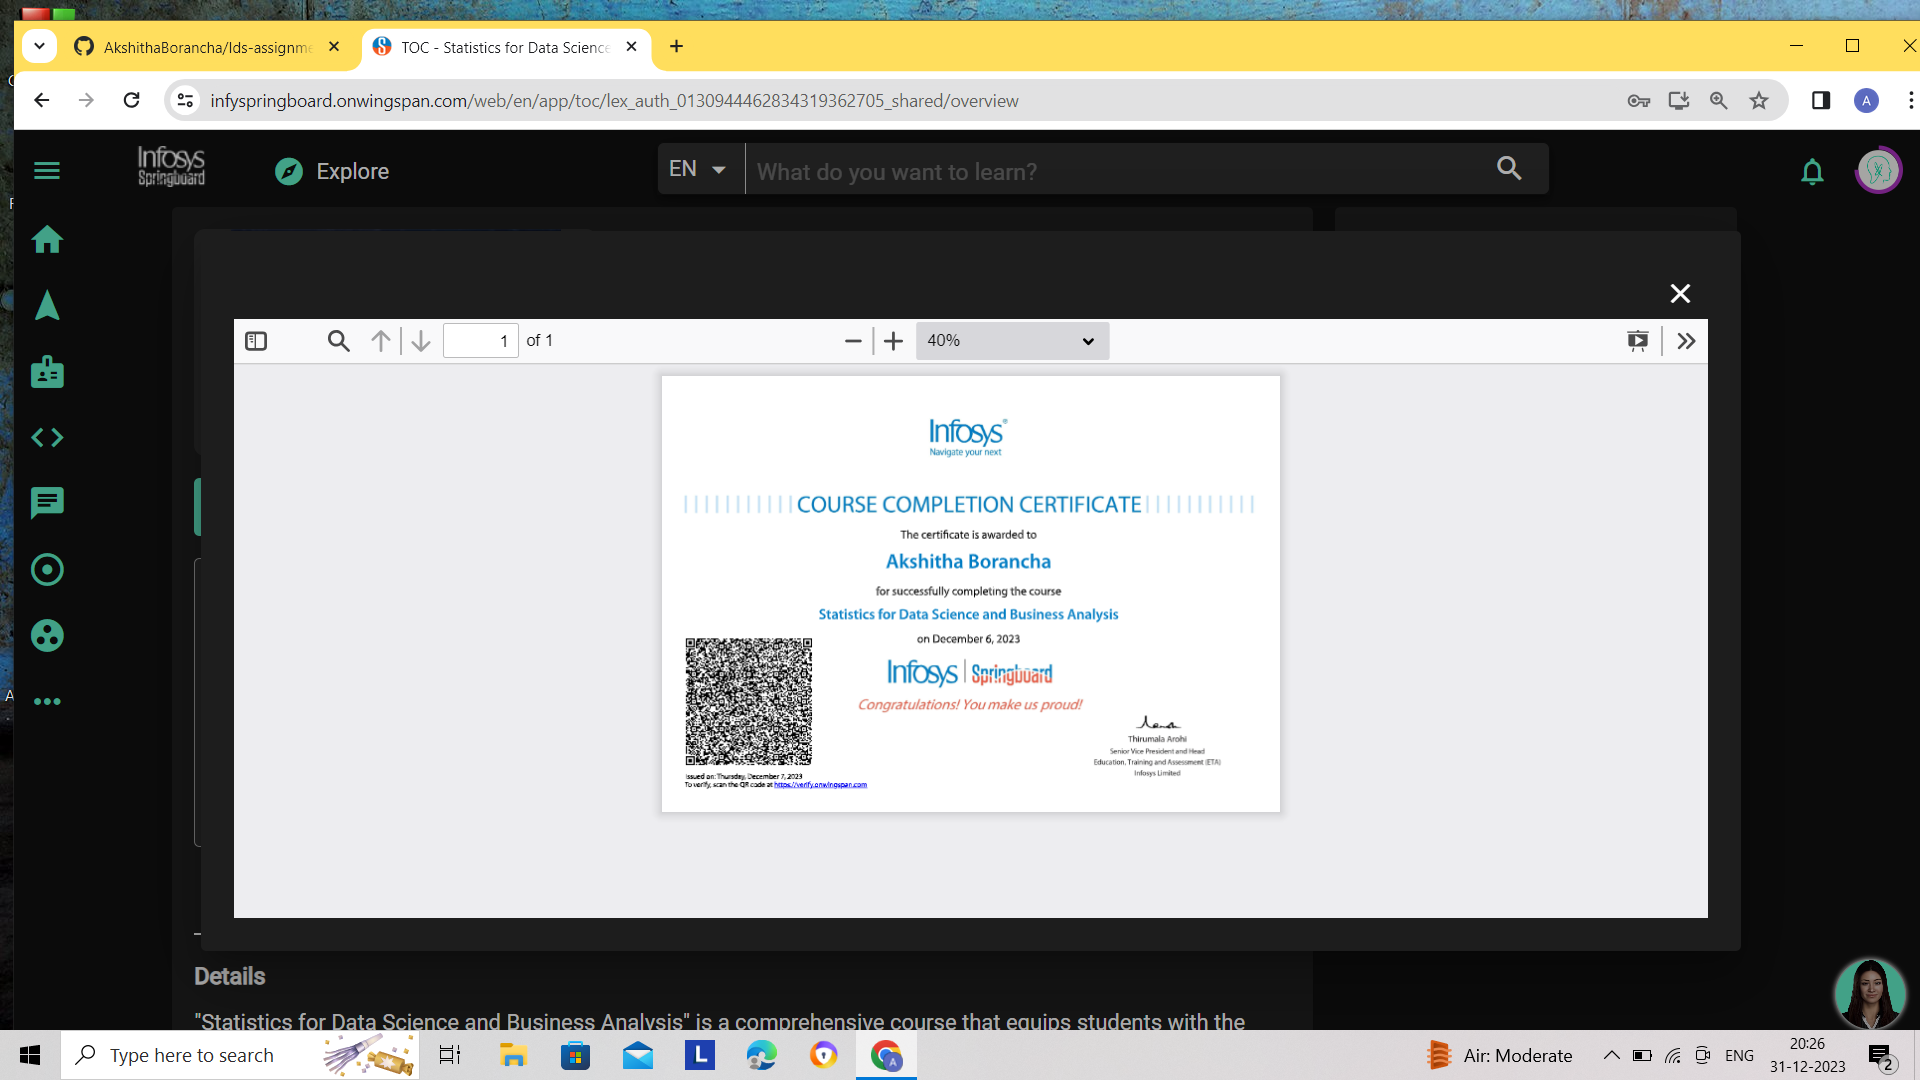 AkshithaBorancha/Ids-assignme
TOC - Statistics for Data Science
infyspringboard.onwingspan.com/web/en/app/toc/lex_auth_0130944462834319362705_shared/overview
A
Infosys
Springboard
Explore
EN
What do you want to learn?
1 of 1
40%
Infosys
Navigate your next
COURSE COMPLETION CERTIFICATE
The certificate is awarded to
Akshitha Borancha
for successfully completing the course
Statistics for Data Science and Business Analysis
on December 6, 2023
Infosys | Springboard
Congratulations! You make us proud!
Thirumala Arohi
Senior Vice President and Head
Education, Training and Assessment (ETA)
Infosys Limited
Issued on: Thursday, December 7, 2023
To verify, scan the QR code at https://verify.onwingspan.com
Details
"Statistics for Data Science and Business Analysis" is a comprehensive course that equips students with the
Type here to search
L
A
Air: Moderate
ENG
20:26
31-12-2023
2